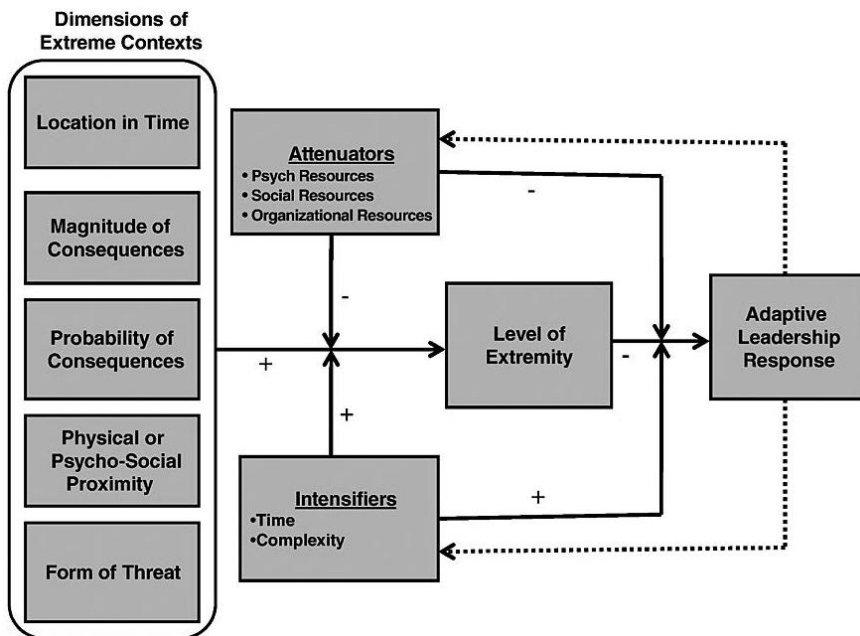 Dimensions of
Extreme Contexts
Location in Time
Magnitude of
Consequences
Probability of
Consequences
Physical or
Psycho-Social
Proximity
Form of Threat
Attenuators
• Psych Resources
• Social Resources
• Organizational Resources
-
-
+
+
Level of
Extremity
-
Adaptive
Leadership
Response
Intensifiers
•Time
•Complexity
+